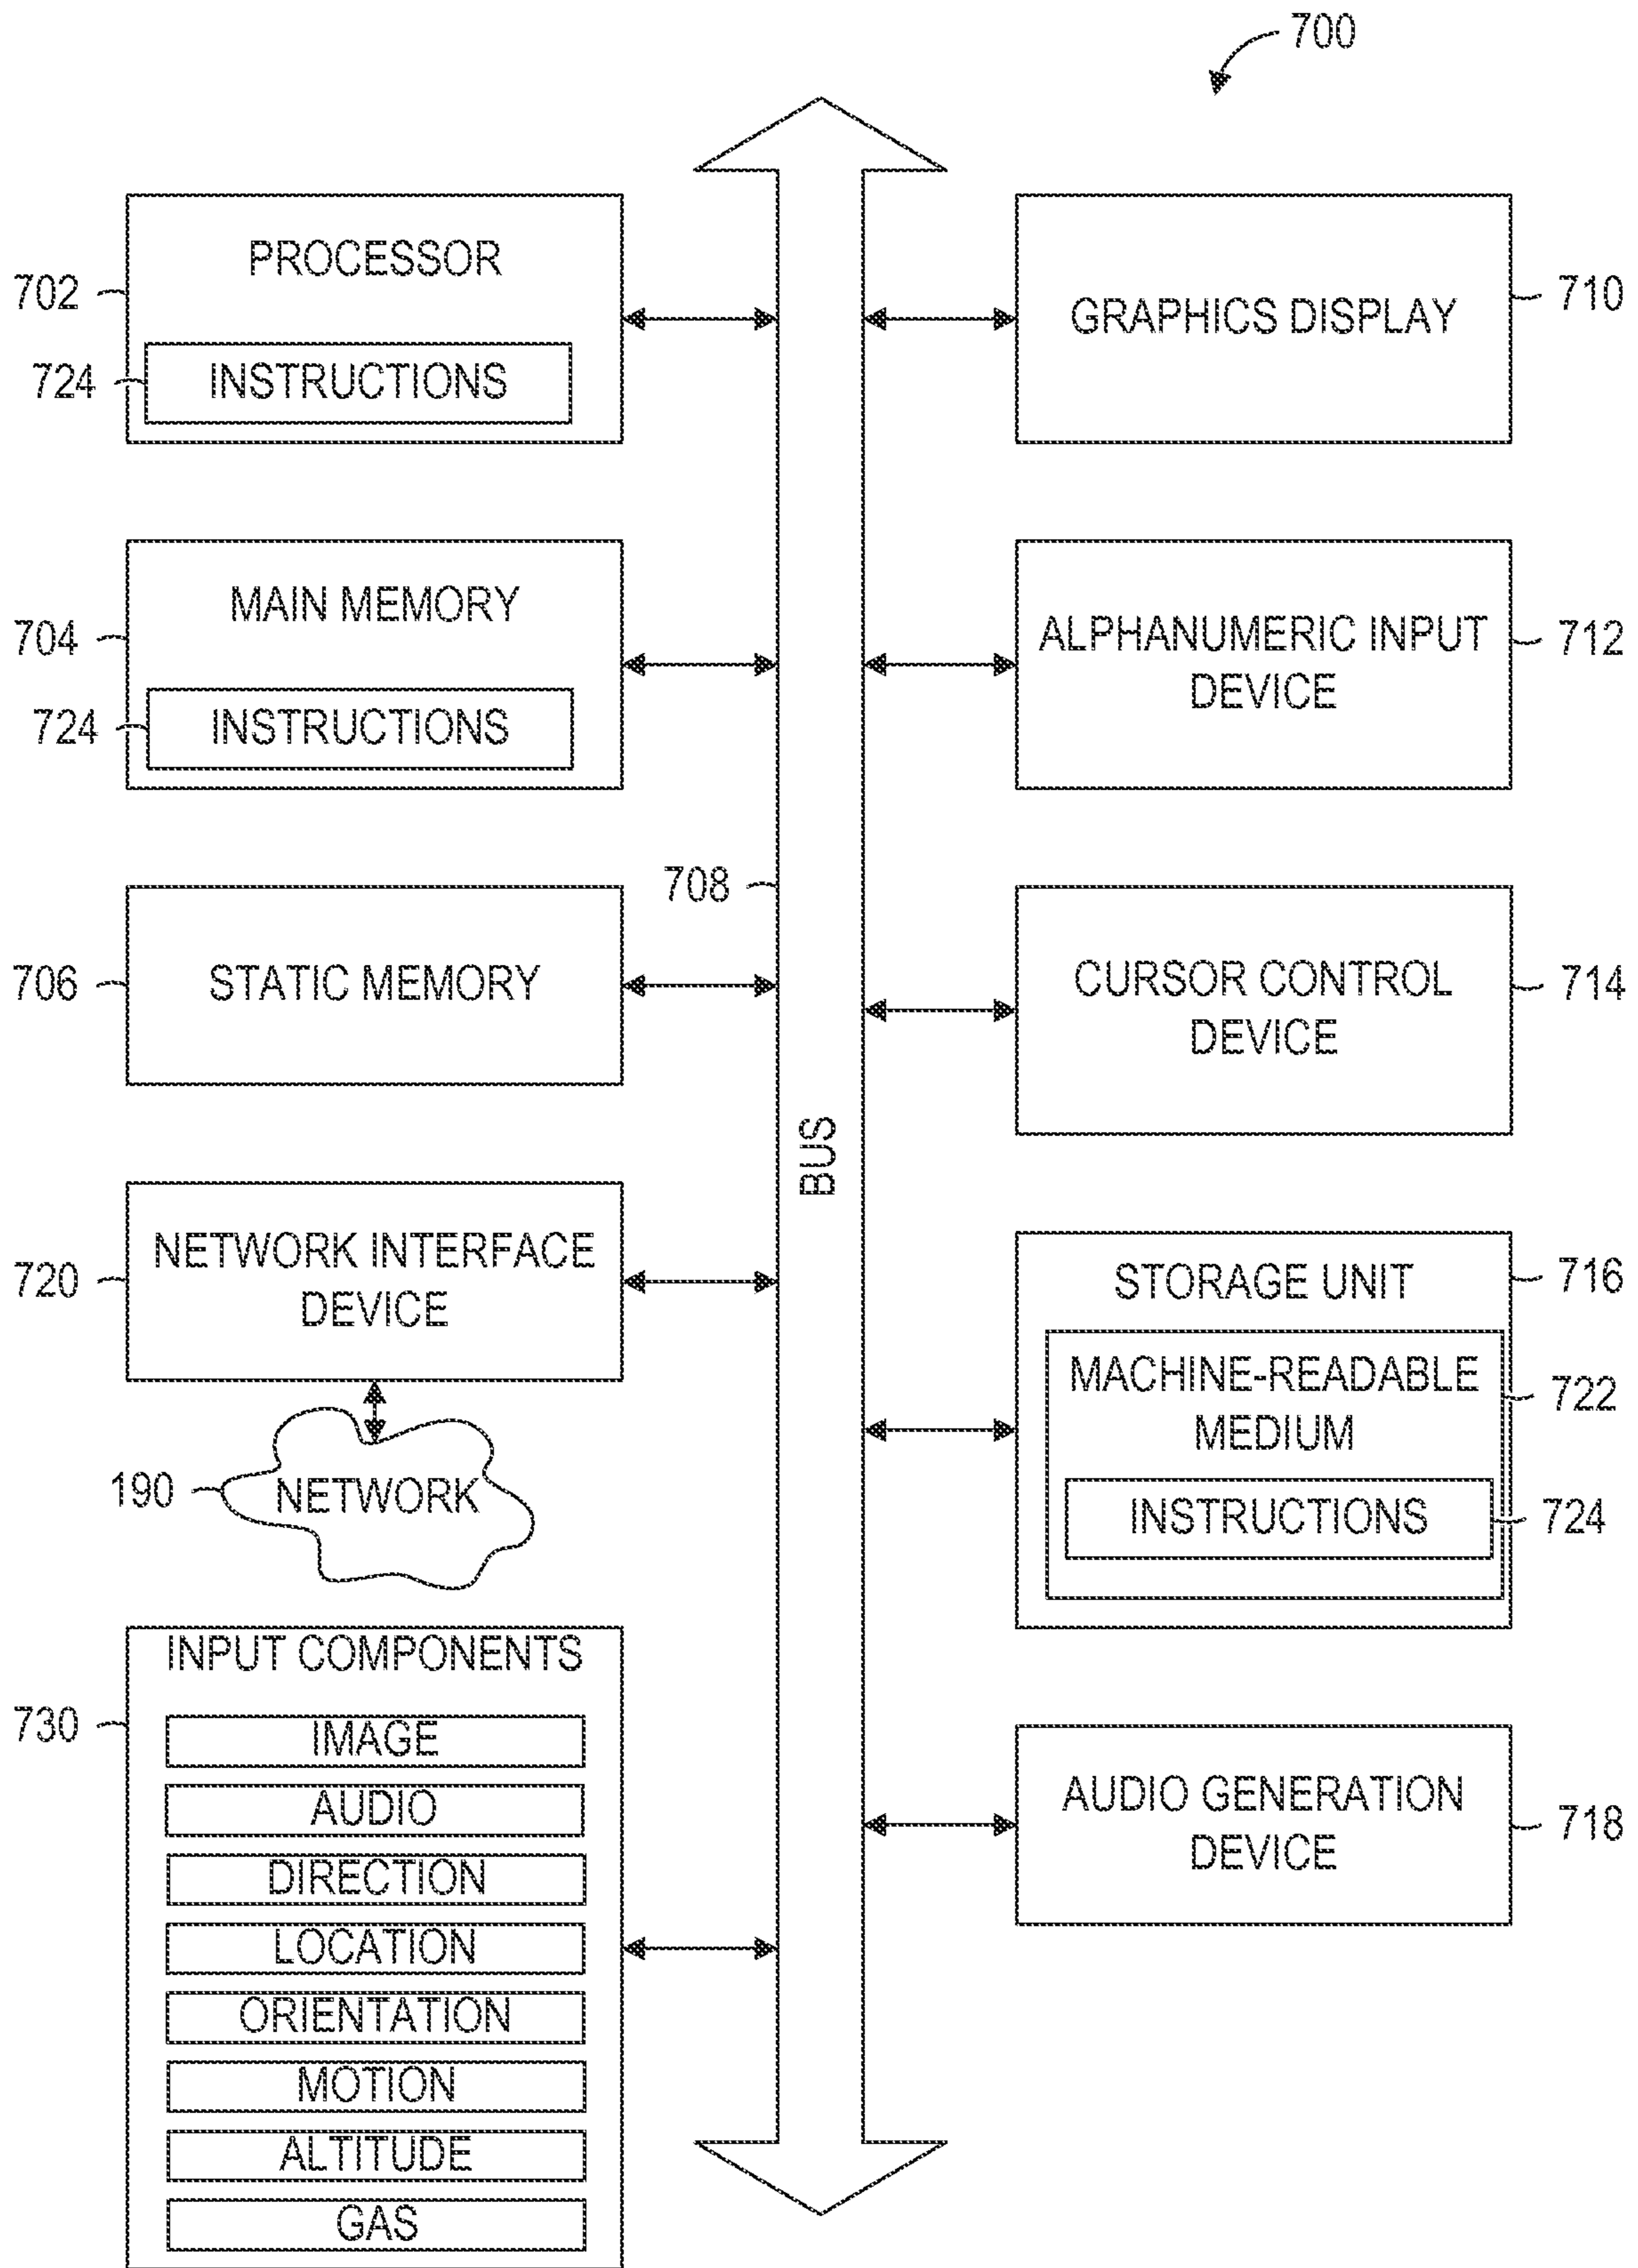 700
PROCESSOR
702
724
INSTRUCTIONS
MAIN MEMORY
704
724
INSTRUCTIONS
STATIC MEMORY
706
NETWORK INTERFACE
DEVICE
720
190
NETWORK
INPUT COMPONENTS
730
IMAGE
AUDIO
DIRECTION
LOCATION
ORIENTATION
MOTION
ALTITUDE
GAS
708
BUS
GRAPHICS DISPLAY
710
ALPHANUMERIC INPUT
DEVICE
712
CURSOR CONTROL
DEVICE
714
STORAGE UNIT
716
MACHINE-READABLE
MEDIUM
722
INSTRUCTIONS
724
AUDIO GENERATION
DEVICE
718